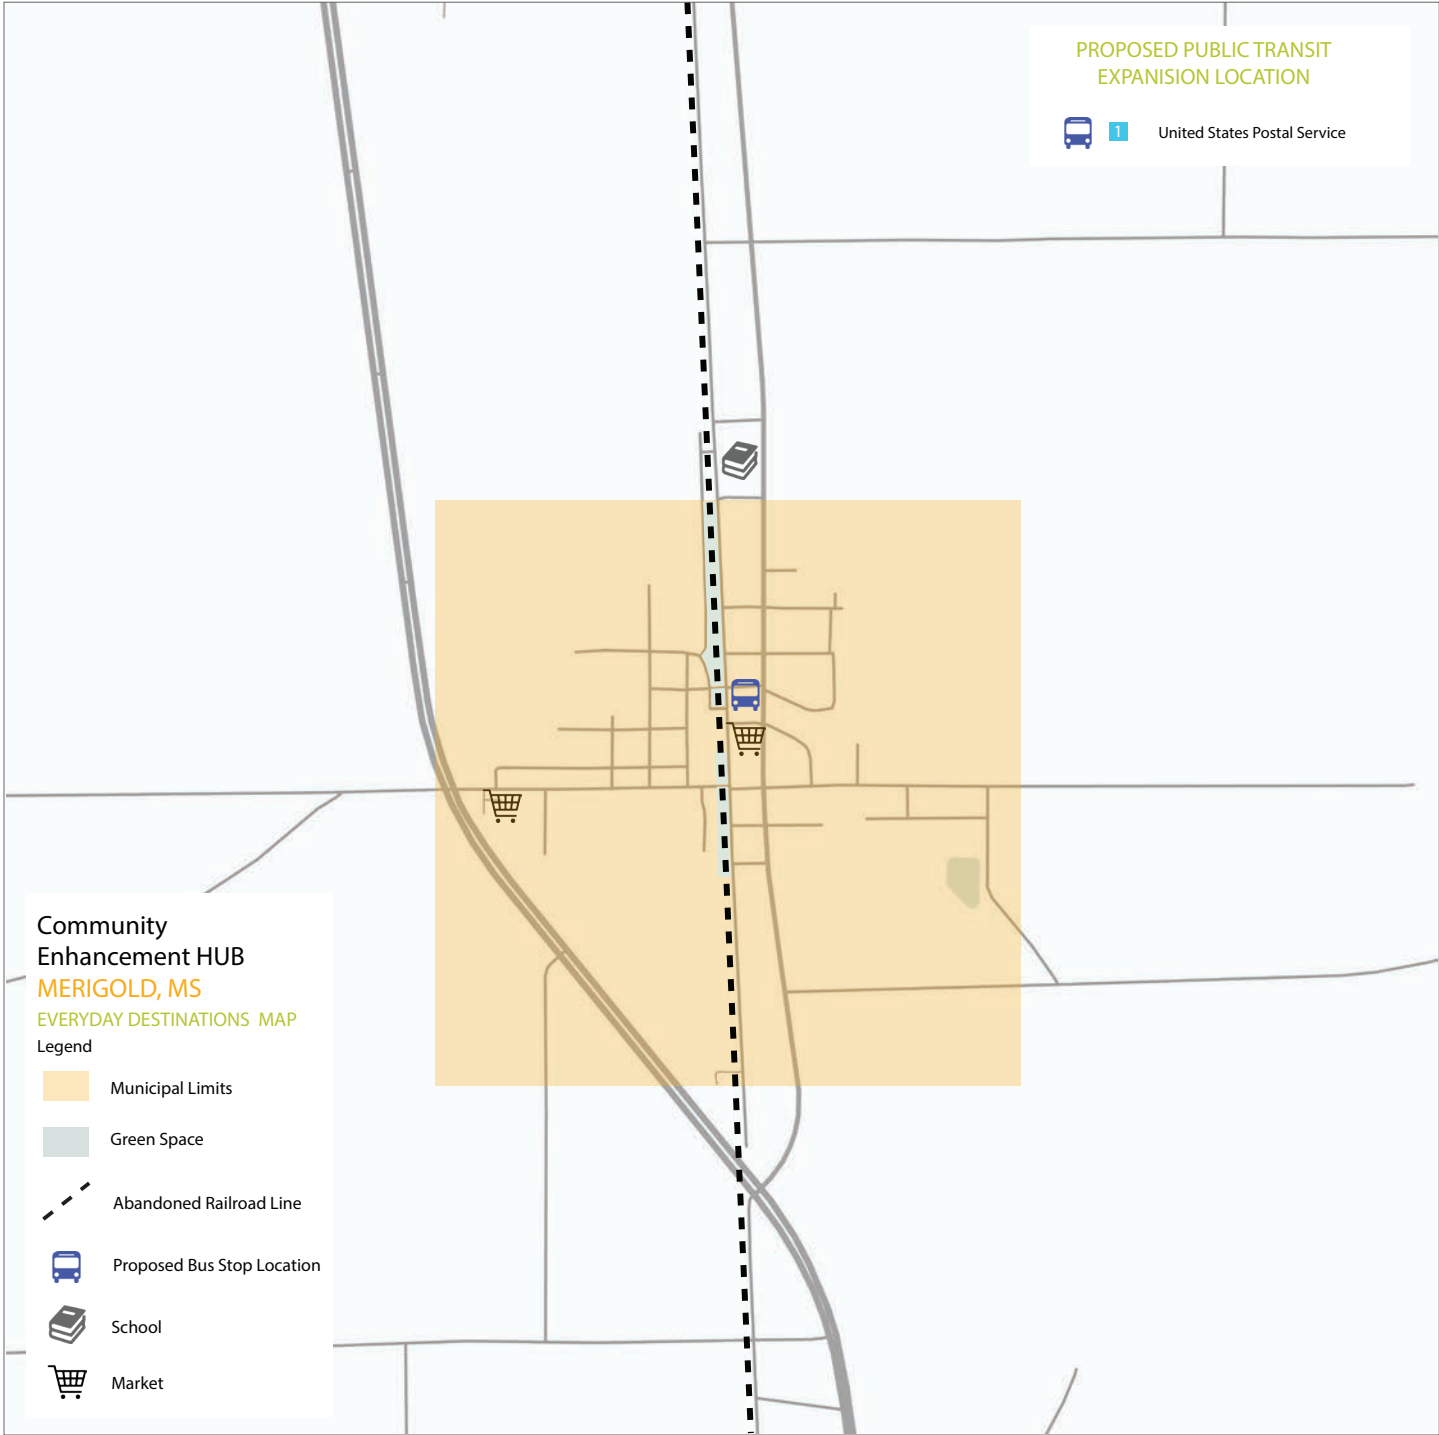 PROPOSED PUBLIC TRANSIT
EXPANISION LOCATION
1 United States Postal Service
Community
Enhancement HUB
MERIGOLD, MS
EVERYDAY DESTINATIONS MAP
Legend
Municipal Limits
Green Space
Abandoned Railroad Line
Proposed Bus Stop Location
School
Market